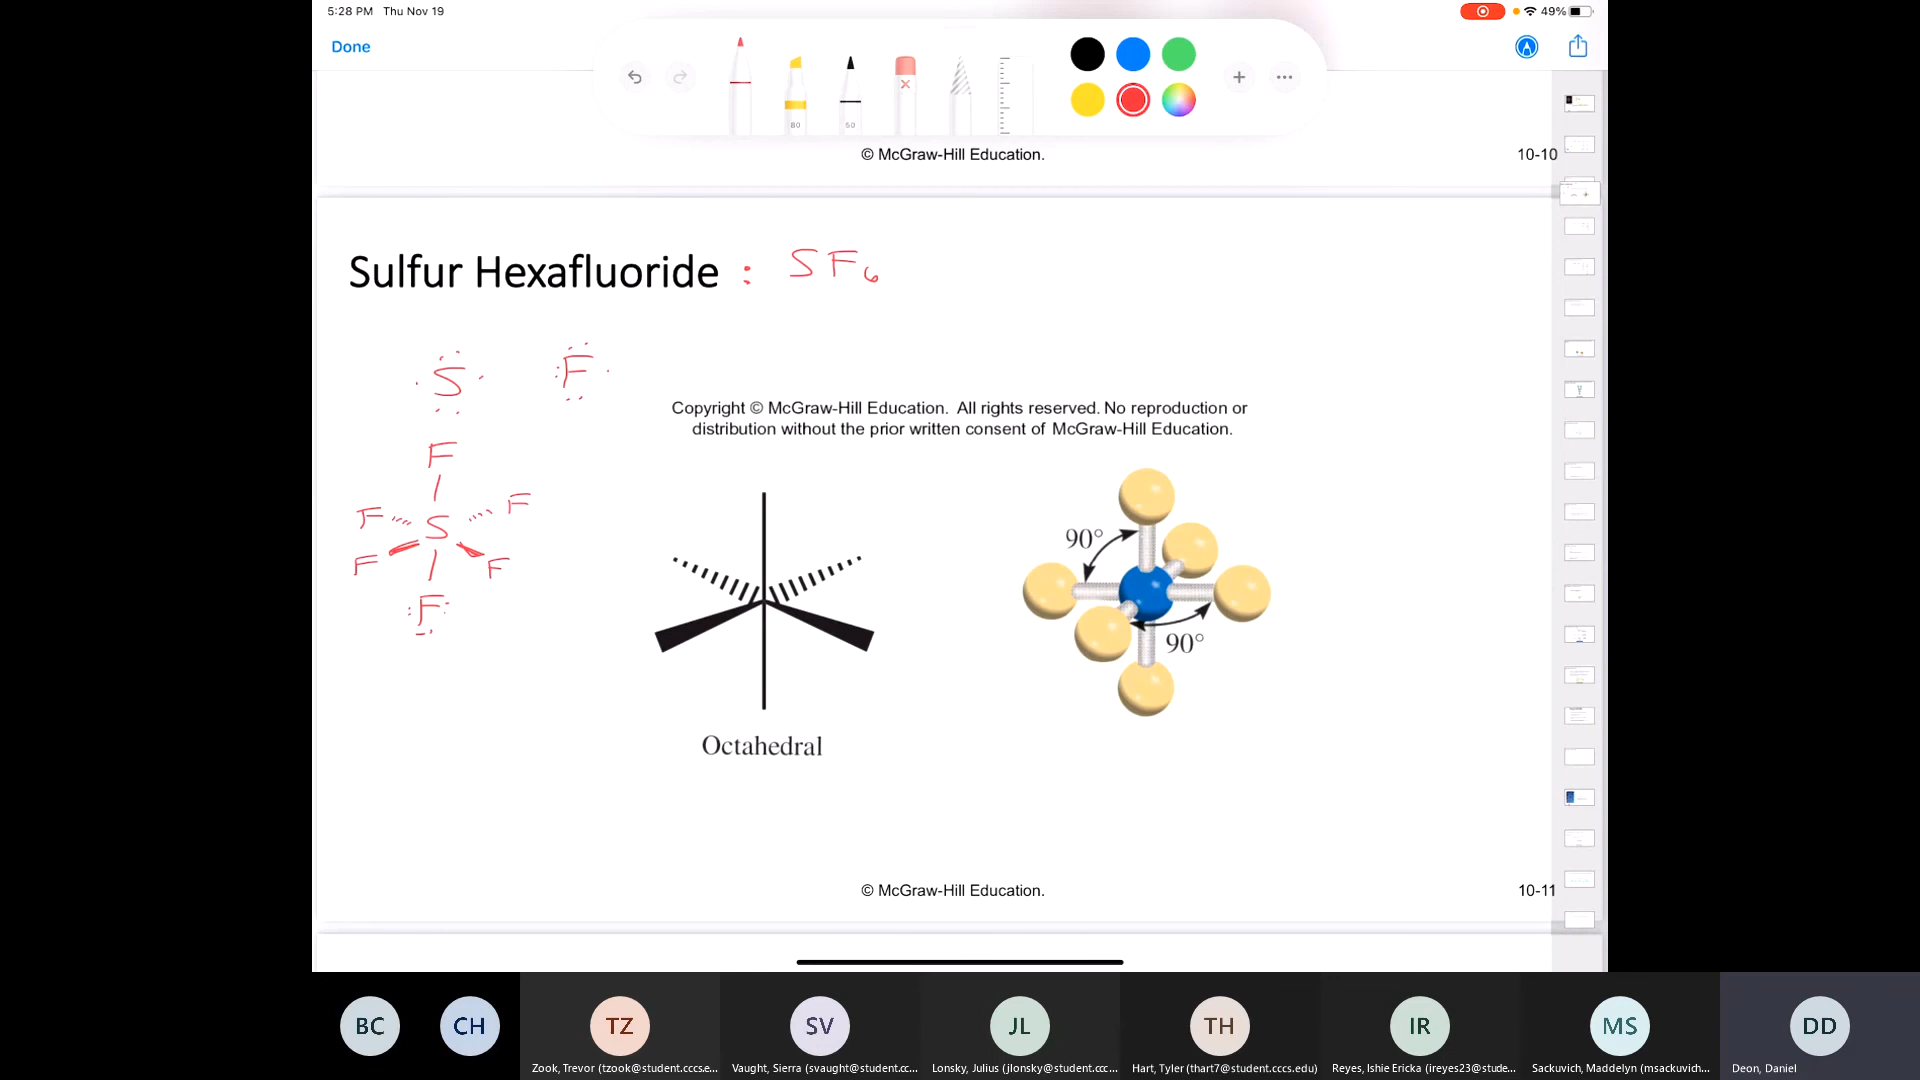 5:28 PM Thu Nov 19
49%
Done
80
50
© McGraw-Hill Education.
10-10
Sulfur Hexafluoride : SF₆
S F
Copyright © McGraw-Hill Education. All rights reserved. No reproduction or
distribution without the prior written consent of McGraw-Hill Education.
F
F S F
F F
F
90°
90°
Octahedral
© McGraw-Hill Education.
10-11
BC CH TZ SV JL TH IR MS DD
Zook, Trevor (tzook@student.cccs.e... Vaught, Sierra (svaught@student.cc... Lonsky, Julius (jlonsky@student.ccc... Hart, Tyler (thart7@student.cccs.edu) Reyes, Ishie Ericka (ireyes23@stude... Sackuvich, Maddelyn (msackuvich... Deon, Daniel